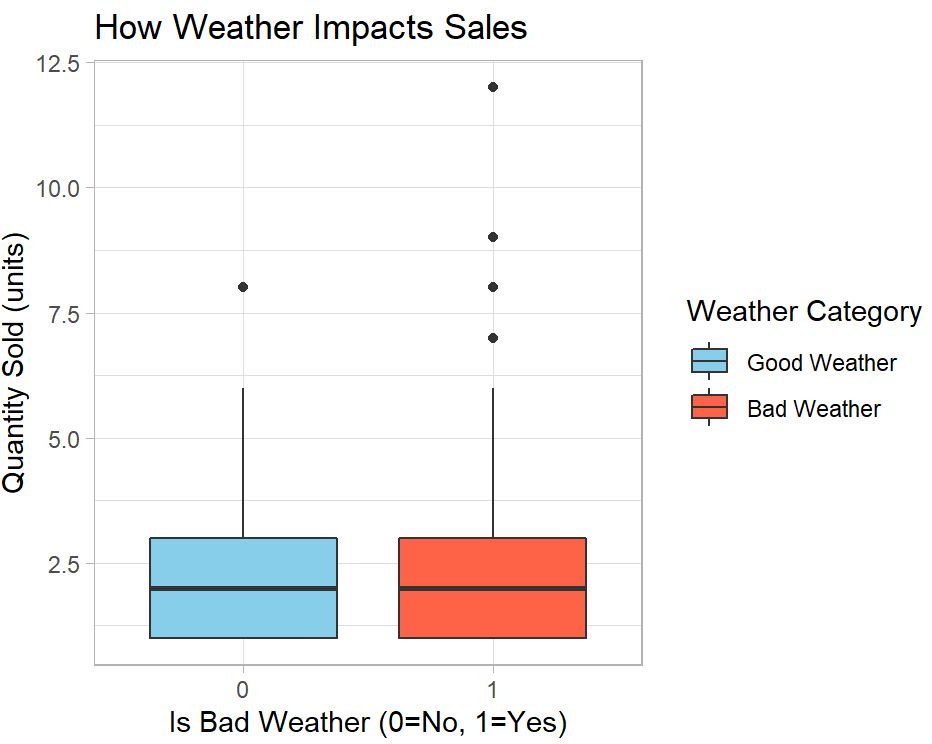 How Weather Impacts Sales
12.5
10.0
7.5
5.0
2.5
Quantity Sold (units)
0
1
Is Bad Weather (0=No, 1=Yes)
Weather Category
Good Weather
Bad Weather